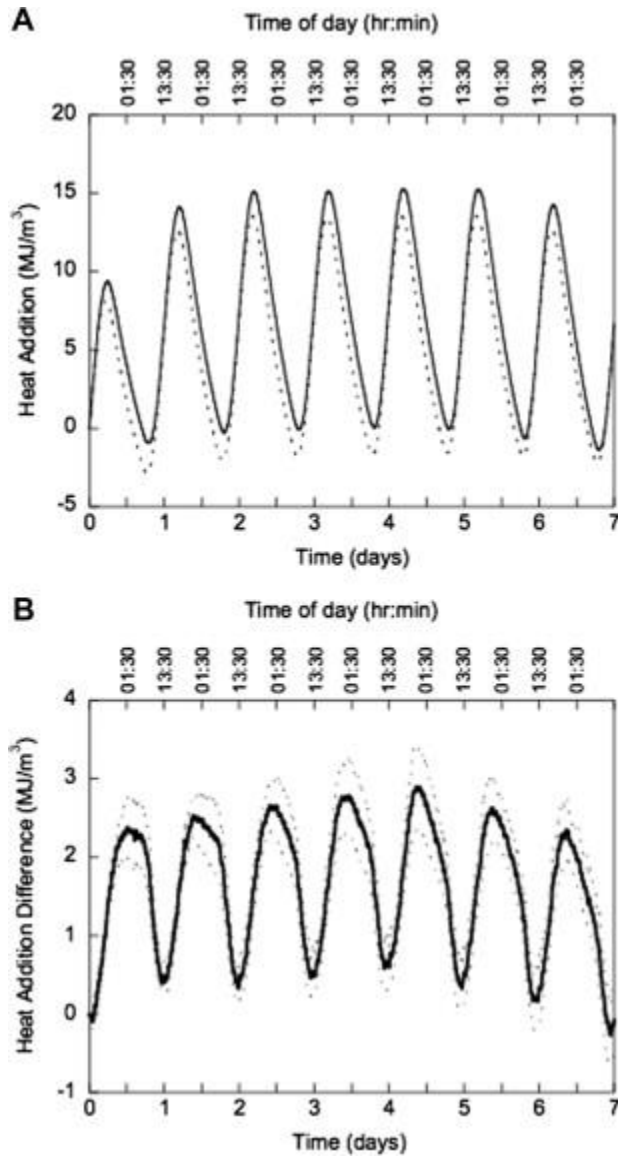 A
Time of day (hr:min)
01:30 13:30 01:30 13:30 01:30 13:30 01:30 13:30 01:30 13:30 01:30 13:30 01:30
20
15
10
5
0
-5
Heat Addition (MJ/m³)
0 1 2 3 4 5 6 7
Time (days)
B
Time of day (hr:min)
01:30 13:30 01:30 13:30 01:30 13:30 01:30 13:30 01:30 13:30 01:30 13:30 01:30
4
3
2
1
0
-1
Heat Addition Difference (MJ/m³)
0 1 2 3 4 5 6 7
Time (days)